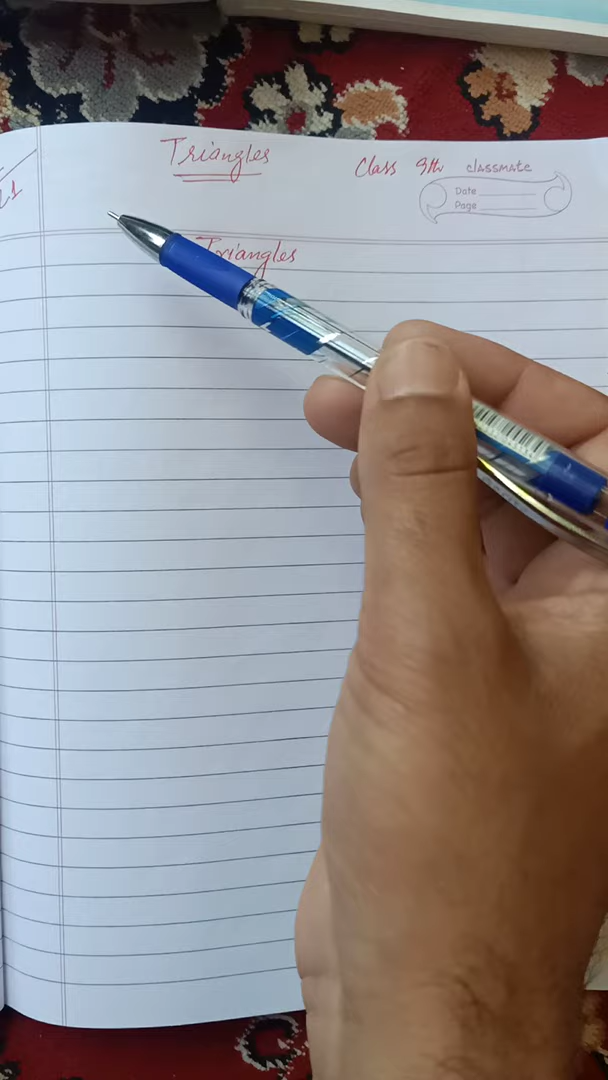 Triangles
Class 9th
classmate
Date
Page
Triangles